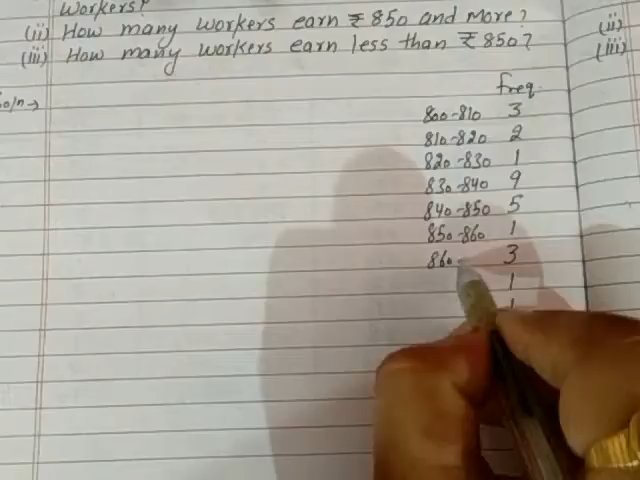 Workers?
(ii) How many workers earn ₹850 and more?
(iii) How many workers earn less than ₹850?
(ii)
(iii)
Soln→
freq
800-810 3
810-820 2
820-830 1
830-840 9
840-850 5
850-860 1
860- 3
1
1